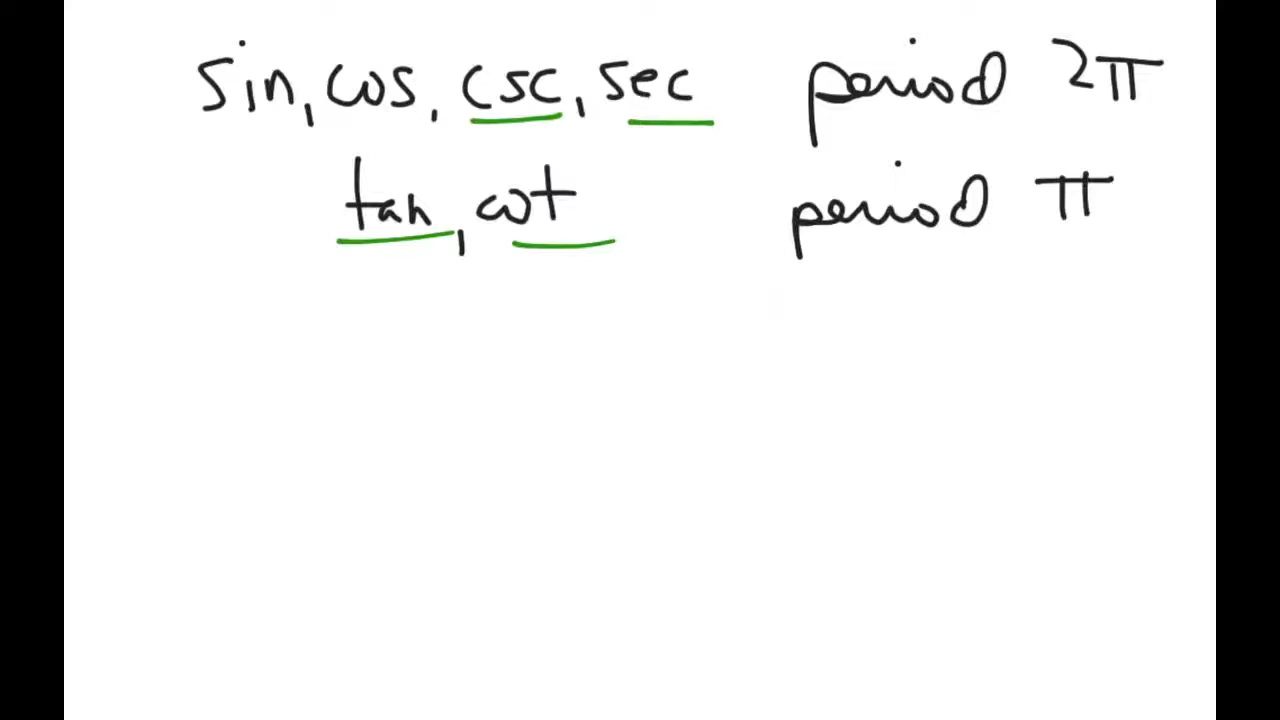 sin, cos, csc, sec period 2π
tan, cot period π